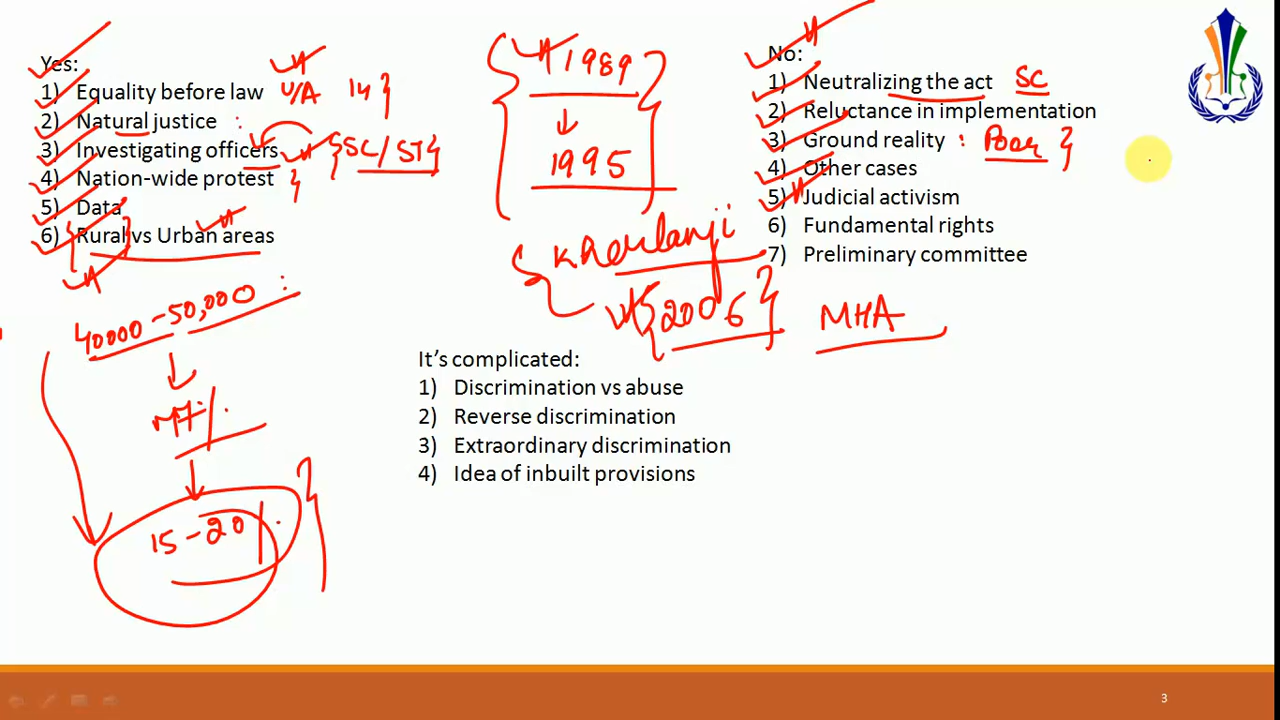 Yes:
1) Equality before law U/A 14 }
2) Natural justice :
3) Investigating officers { SC/ST }
4) Nation-wide protest }
5) Data
6) Rural vs Urban areas
40000 - 50,000 :
15 - 20 %
{ 1989 }
1995
2006 }
MHA
No:
1) Neutralizing the act SC
2) Reluctance in implementation
3) Ground reality : Poor }
4) Other cases
5) Judicial activism
6) Fundamental rights
7) Preliminary committee
It's complicated:
1) Discrimination vs abuse
2) Reverse discrimination
3) Extraordinary discrimination
4) Idea of inbuilt provisions
3